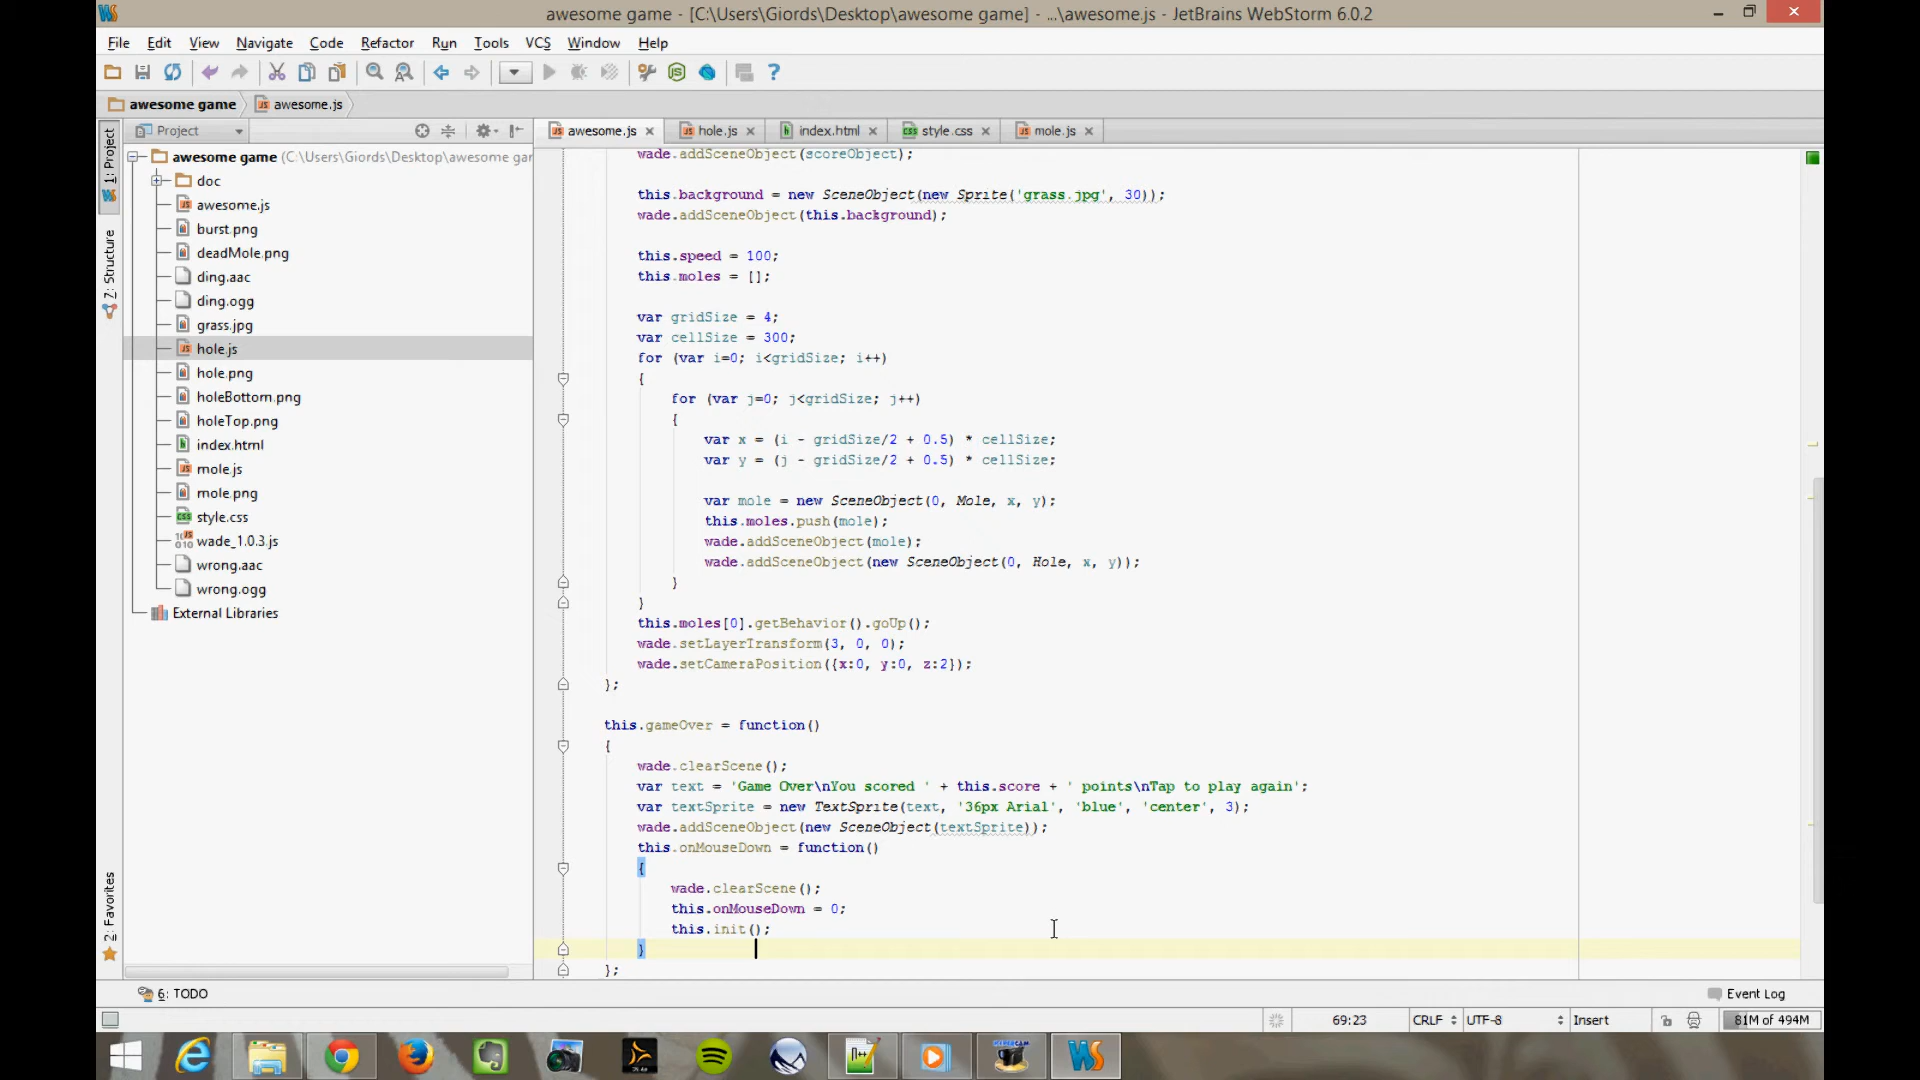 awesome game - [C:\Users\Giords\Desktop\awesome game] - ...\awesome.js - JetBrains WebStorm 6.0.2
File Edit View Navigate Code Refactor Run Tools VCS Window Help
awesome game awesome.js
Project
awesome.js hole.js index.html style.css mole.js
1: Project
7: Structure
2: Favorites
awesome game (C:\Users\Giords\Desktop\awesome gar
doc
awesome.js
burst.png
deadMole.png
ding.aac
ding.ogg
grass.jpg
hole.js
hole.png
holeBottom.png
holeTop.png
index.html
mole.js
mole.png
style.css
wade_1.0.3.js
wrong.aac
wrong.ogg
External Libraries
wade.addSceneObject(scoreObject);
this.background = new SceneObject(new Sprite('grass.jpg', 30));
wade.addSceneObject(this.background);
this.speed = 100;
this.moles = [];
var gridSize = 4;
var cellSize = 300;
for (var i=0; i<gridSize; i++)
{
for (var j=0; j<gridSize; j++)
{
var x = (i - gridSize/2 + 0.5) * cellSize;
var y = (j - gridSize/2 + 0.5) * cellSize;
var mole = new SceneObject(0, Mole, x, y);
this.moles.push(mole);
wade.addSceneObject(mole);
wade.addSceneObject(new SceneObject(0, Hole, x, y));
}
}
this.moles[0].getBehavior().goUp();
wade.setLayerTransform(3, 0, 0);
wade.setCameraPosition({x:0, y:0, z:2});
};
this.gameOver = function()
{
wade.clearScene();
var text = 'Game Over\nYou scored ' + this.score + ' points\nTap to play again';
var textSprite = new TextSprite(text, '36px Arial', 'blue', 'center', 3);
wade.addSceneObject(new SceneObject(textSprite));
this.onMouseDown = function()
{
wade.clearScene();
this.onMouseDown = 0;
this.init();
}
};
6: TODO
Event Log
69:23 CRLF UTF-8 Insert 81M of 494M